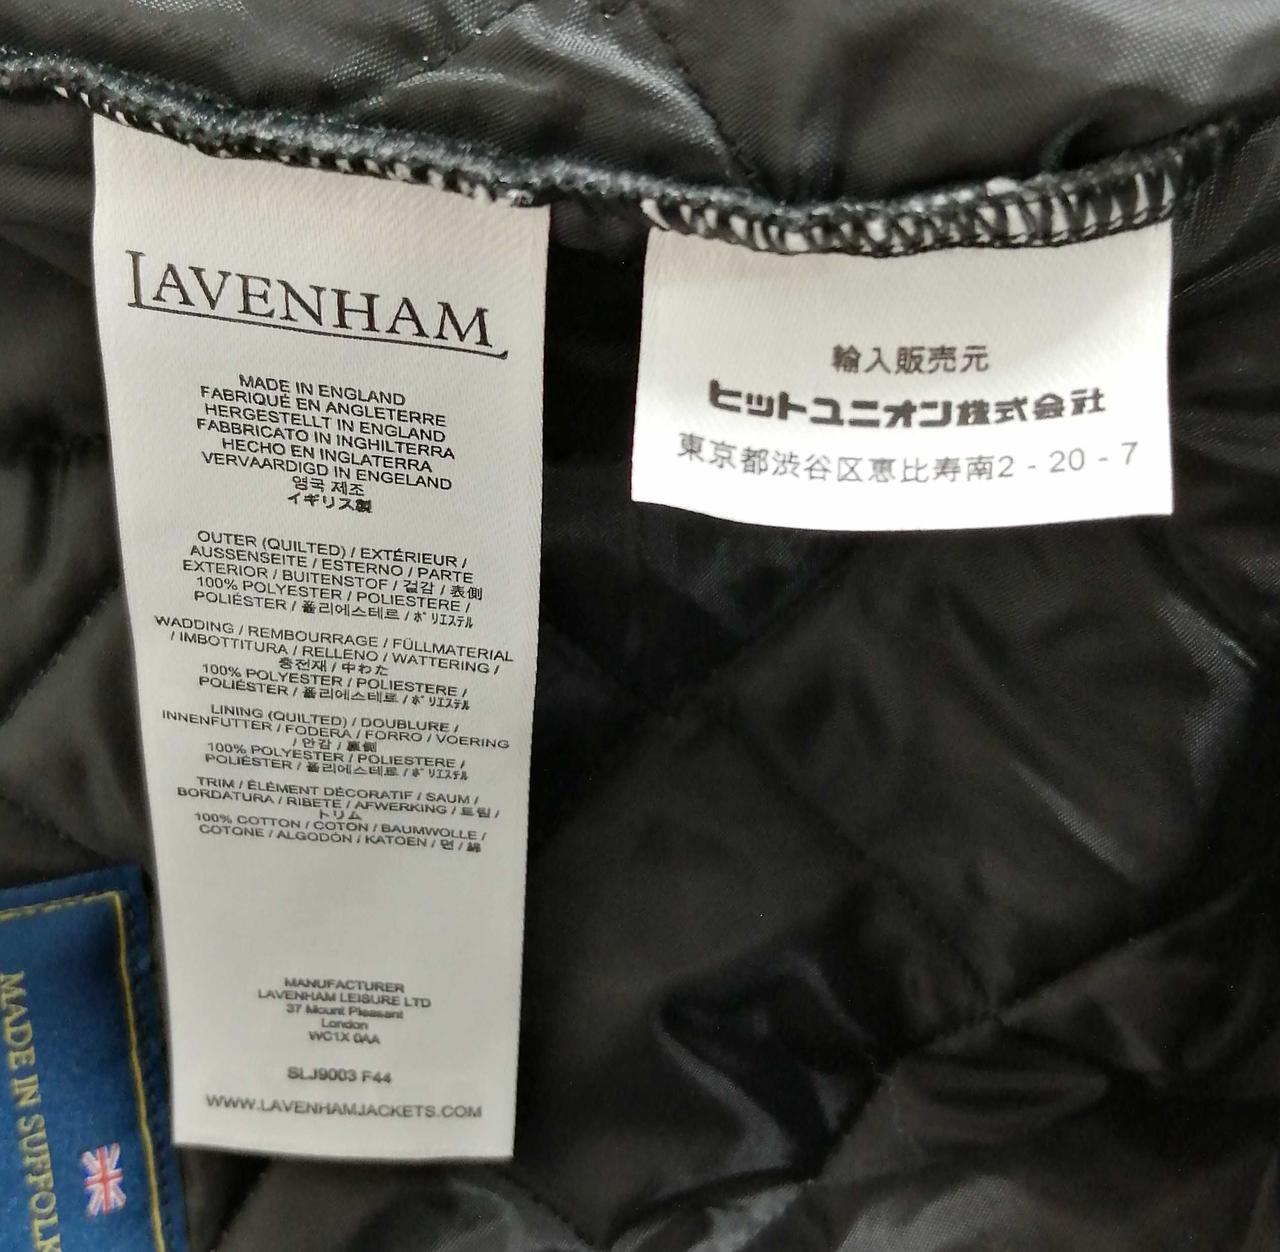 LAVENHAM
MADE IN ENGLAND
FABRIQUÉ EN ANGLETERRE
HERGESTELLT IN ENGLAND
FABBRICATO IN INGHILTERRA
HECHO EN INGLATERRA
VERVAARDIGD IN ENGELAND
영국 제조
イギリス製
OUTER (QUILTED) / EXTÉRIEUR /
AUSSENSEITE / ESTERNO / PARTE
EXTERIOR / BUITENSTOF / 겉감 / 表側
100% POLYESTER / POLIESTERE /
POLIÉSTER / 폴리에스테르 / ﾎﾟﾘｴｽﾃﾙ
WADDING / REMBOURRAGE / FÜLLMATERIAL
/ IMBOTTITURA / RELLENO / WATTERING /
충전재 / 中わた
100% POLYESTER / POLIESTERE /
POLIÉSTER / 폴리에스테르 / ﾎﾟﾘｴｽﾃﾙ
LINING (QUILTED) / DOUBLURE /
INNENFUTTER / FODERA / FORRO / VOERING
/ 안감 / 裏側
100% POLYESTER / POLIESTERE /
POLIÉSTER / 폴리에스테르 / ﾎﾟﾘｴｽﾃﾙ
TRIM / ÉLÉMENT DÉCORATIF / SAUM /
BORDATURA / RIBETE / AFWERKING / 트림 /
トリム
100% COTTON / COTON / BAUMWOLLE /
COTONE / ALGODÓN / KATOEN / 면 / 綿
MANUFACTURER
LAVENHAM LEISURE LTD
37 Mount Pleasant
London
WC1X 0AA
SLJ9003 F44
WWW.LAVENHAMJACKETS.COM
輸入販売元
ヒットユニオン株式会社
東京都渋谷区恵比寿南2 - 20 - 7
MADE IN SUFFOLK